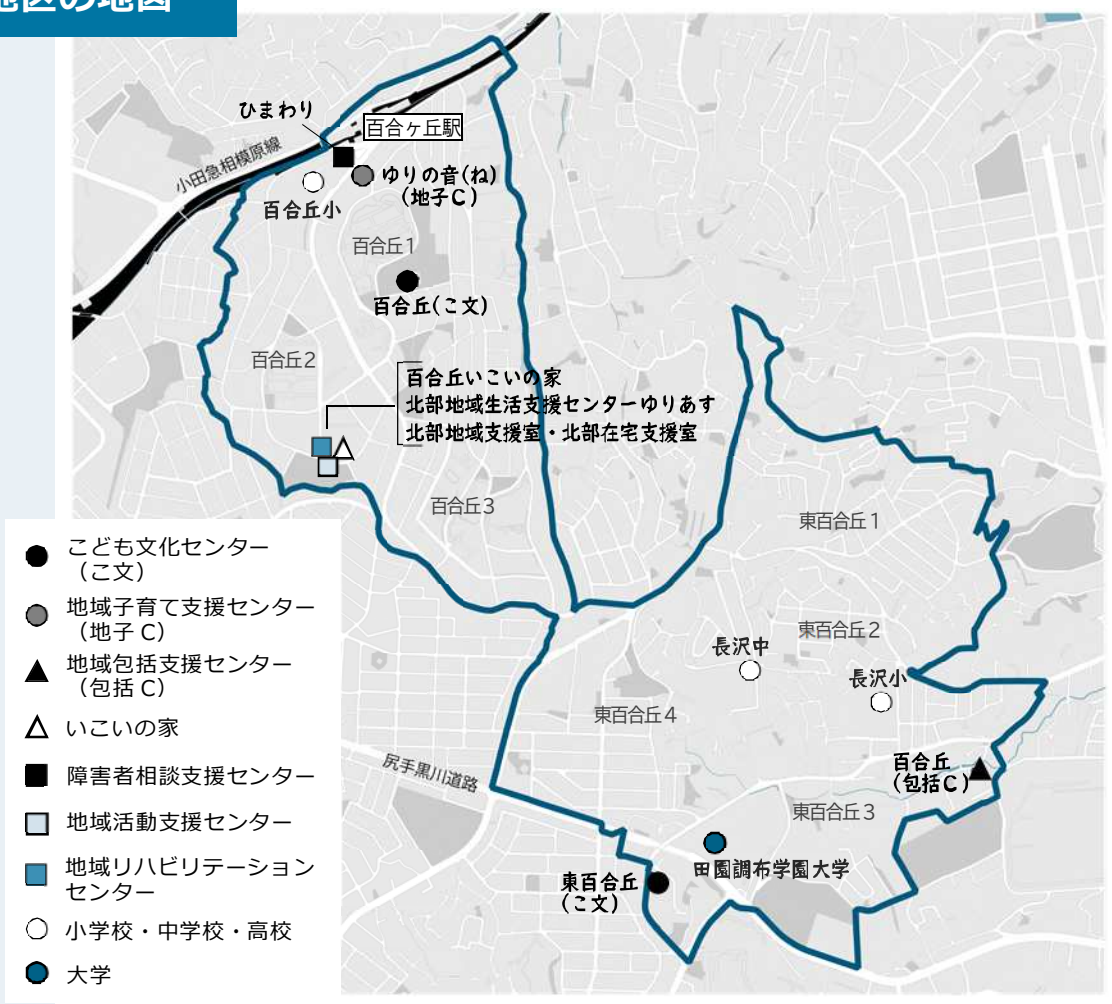 地区の地図
ひまわり
百合ヶ丘駅
小田急相模原線
ゆりの音(ね)
(地子C)
百合丘小
百合丘1
百合丘(こ文)
百合丘2
百合丘いこいの家
北部地域生活支援センターゆりあす
北部地域支援室・北部在宅支援室
百合丘3
東百合丘1
東百合丘2
長沢中
長沢小
東百合丘4
尻手黒川道路
百合丘
(包括C)
東百合丘3
田園調布学園大学
東百合丘
(こ文)
こども文化センター
（こ文）
地域子育て支援センター
（地子 C）
地域包括支援センター
（包括 C）
いこいの家
障害者相談支援センター
地域活動支援センター
地域リハビリテーション
センター
小学校・中学校・高校
大学